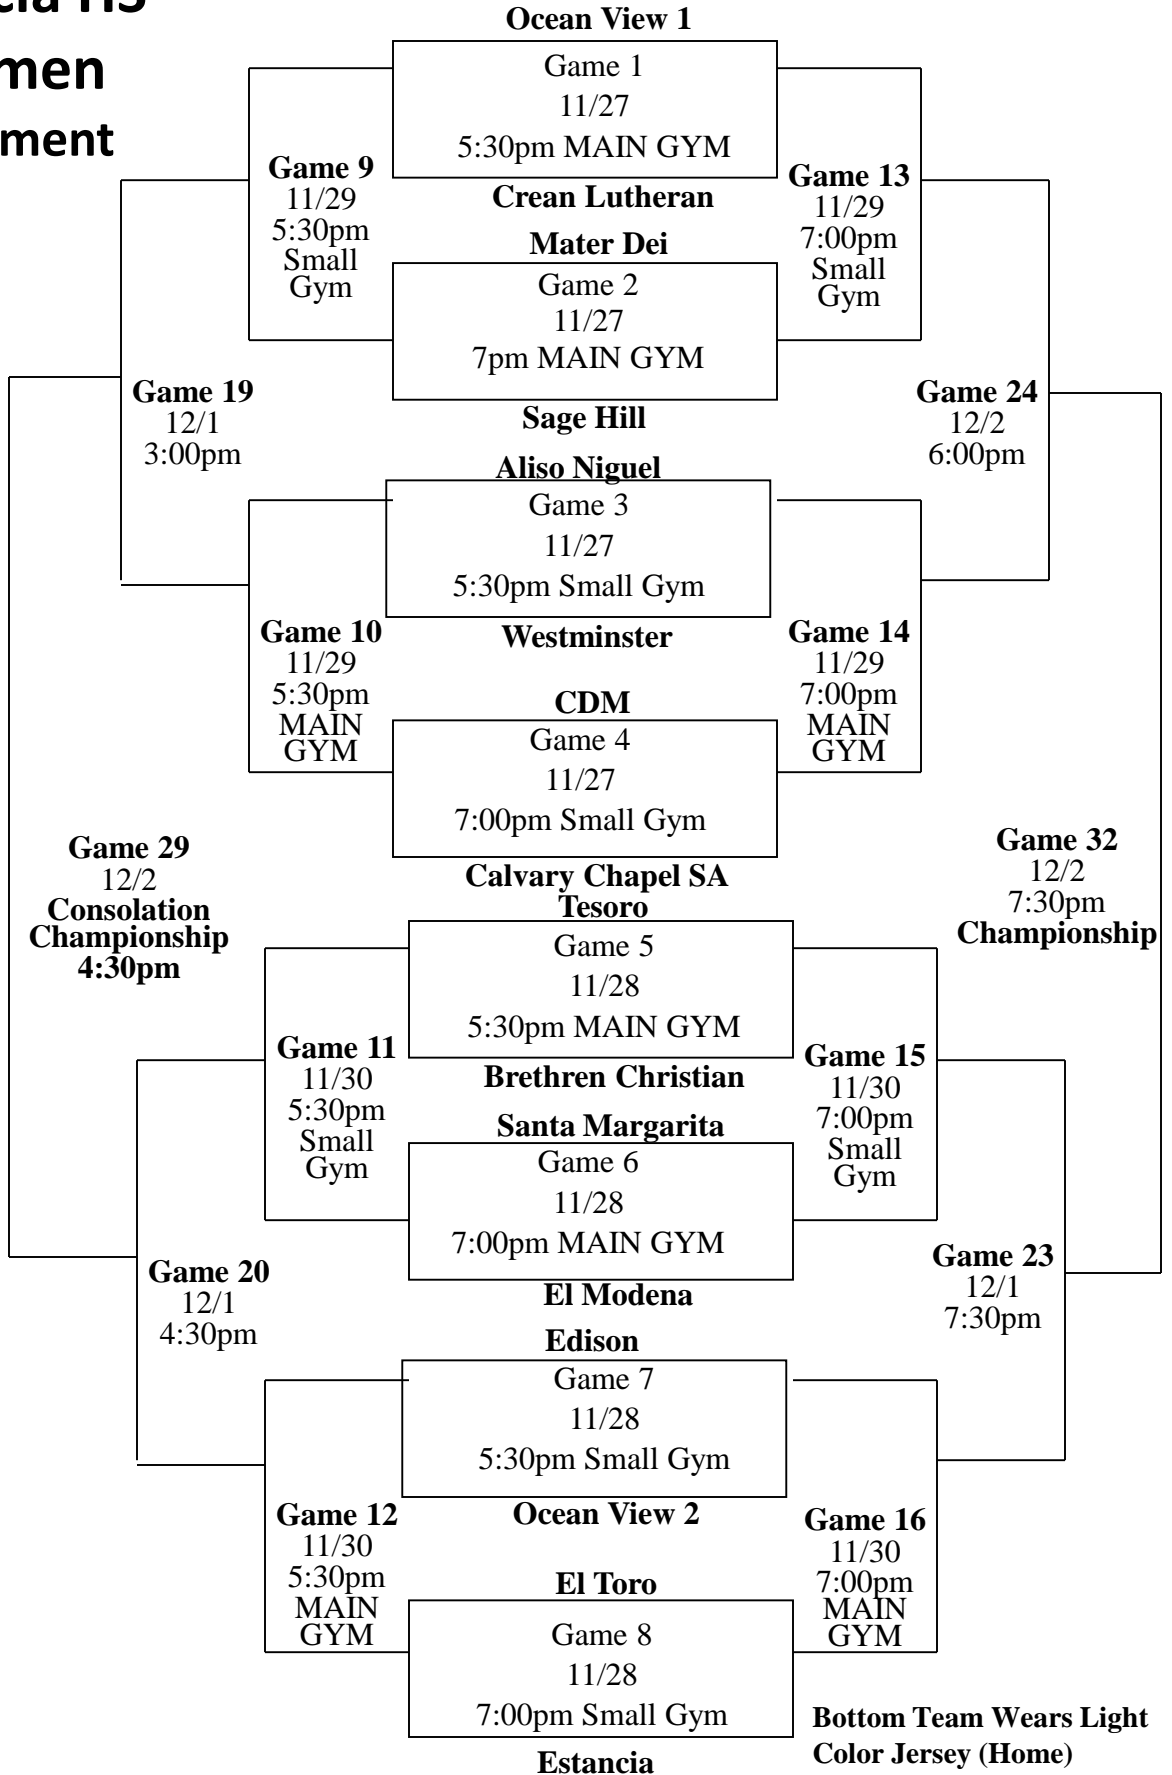 Ocean View 1
Game 1
11/27
5:30pm MAIN GYM
Crean Lutheran
Game 9
11/29
5:30pm
Small
Gym
Game 13
11/29
7:00pm
Small
Gym
Mater Dei
Game 2
11/27
7pm MAIN GYM
Sage Hill
Game 19
12/1
3:00pm
Game 24
12/2
6:00pm
Aliso Niguel
Game 3
11/27
5:30pm Small Gym
Westminster
Game 10
11/29
5:30pm
MAIN
GYM
Game 14
11/29
7:00pm
MAIN
GYM
CDM
Game 4
11/27
7:00pm Small Gym
Calvary Chapel SA
Game 29
12/2
Consolation
Championship
4:30pm
Game 32
12/2
7:30pm
Championship
Tesoro
Game 5
11/28
5:30pm MAIN GYM
Brethren Christian
Game 11
11/30
5:30pm
Small
Gym
Game 15
11/30
7:00pm
Small
Gym
Santa Margarita
Game 6
11/28
7:00pm MAIN GYM
El Modena
Game 20
12/1
4:30pm
Game 23
12/1
7:30pm
Edison
Game 7
11/28
5:30pm Small Gym
Ocean View 2
Game 12
11/30
5:30pm
MAIN
GYM
Game 16
11/30
7:00pm
MAIN
GYM
El Toro
Game 8
11/28
7:00pm Small Gym
Estancia
Bottom Team Wears Light
Color Jersey (Home)